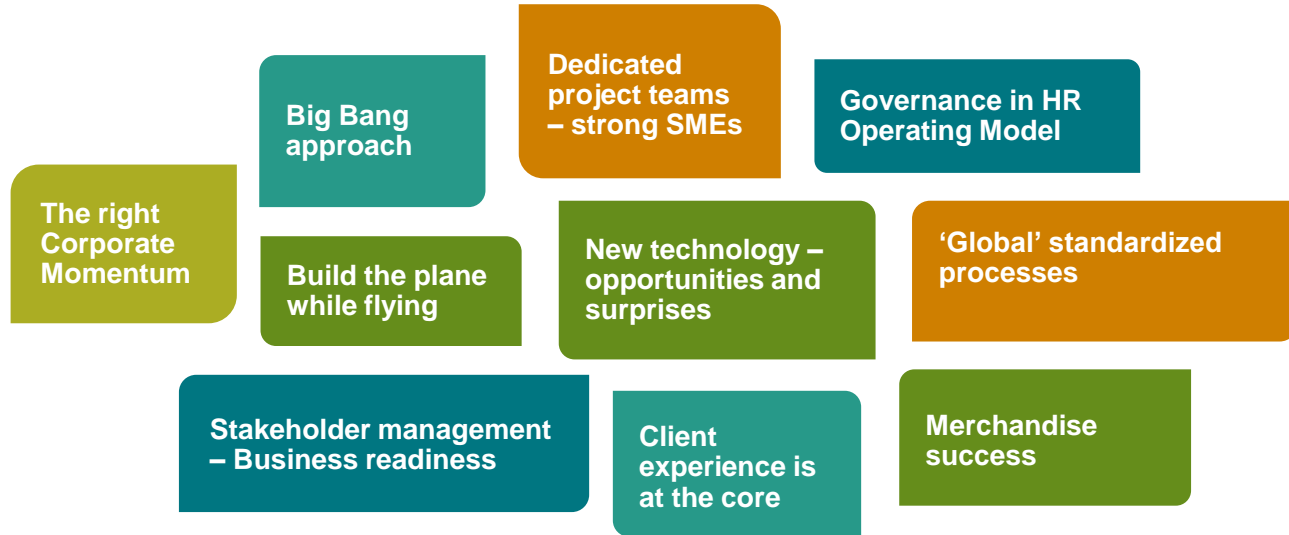 Dedicated
project teams
– strong SMEs
Big Bang
approach
Governance in HR
Operating Model
The right
Corporate
Momentum
Build the plane
while flying
New technology –
opportunities and
surprises
‘Global’ standardized
processes
Stakeholder management
– Business readiness
Client
experience is
at the core
Merchandise
success